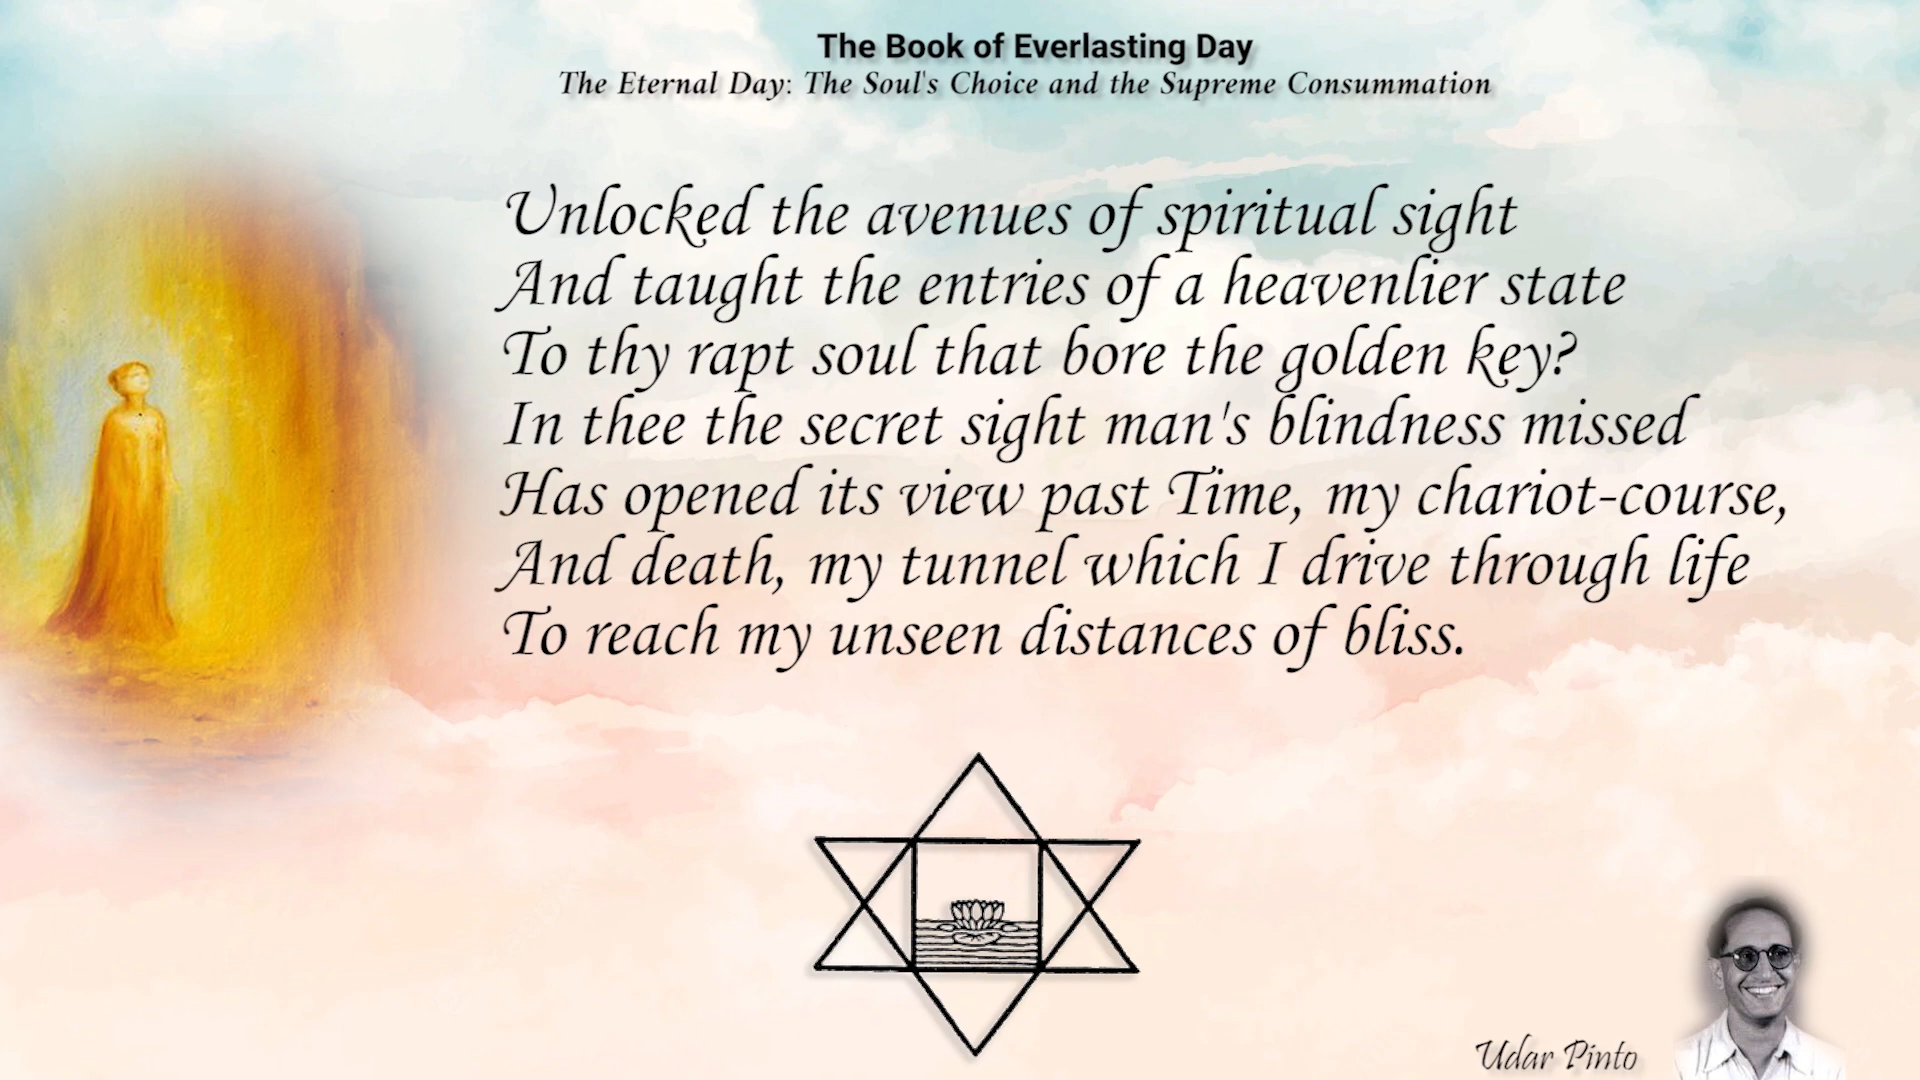 The Book of Everlasting Day
The Eternal Day: The Soul's Choice and the Supreme Consummation
Unlocked the avenues of spiritual sight
And taught the entries of a heavenlier state
To thy rapt soul that bore the golden key?
In thee the secret sight man's blindness missed
Has opened its view past Time, my chariot-course,
And death, my tunnel which I drive through life
To reach my unseen distances of bliss.
Udar Pinto